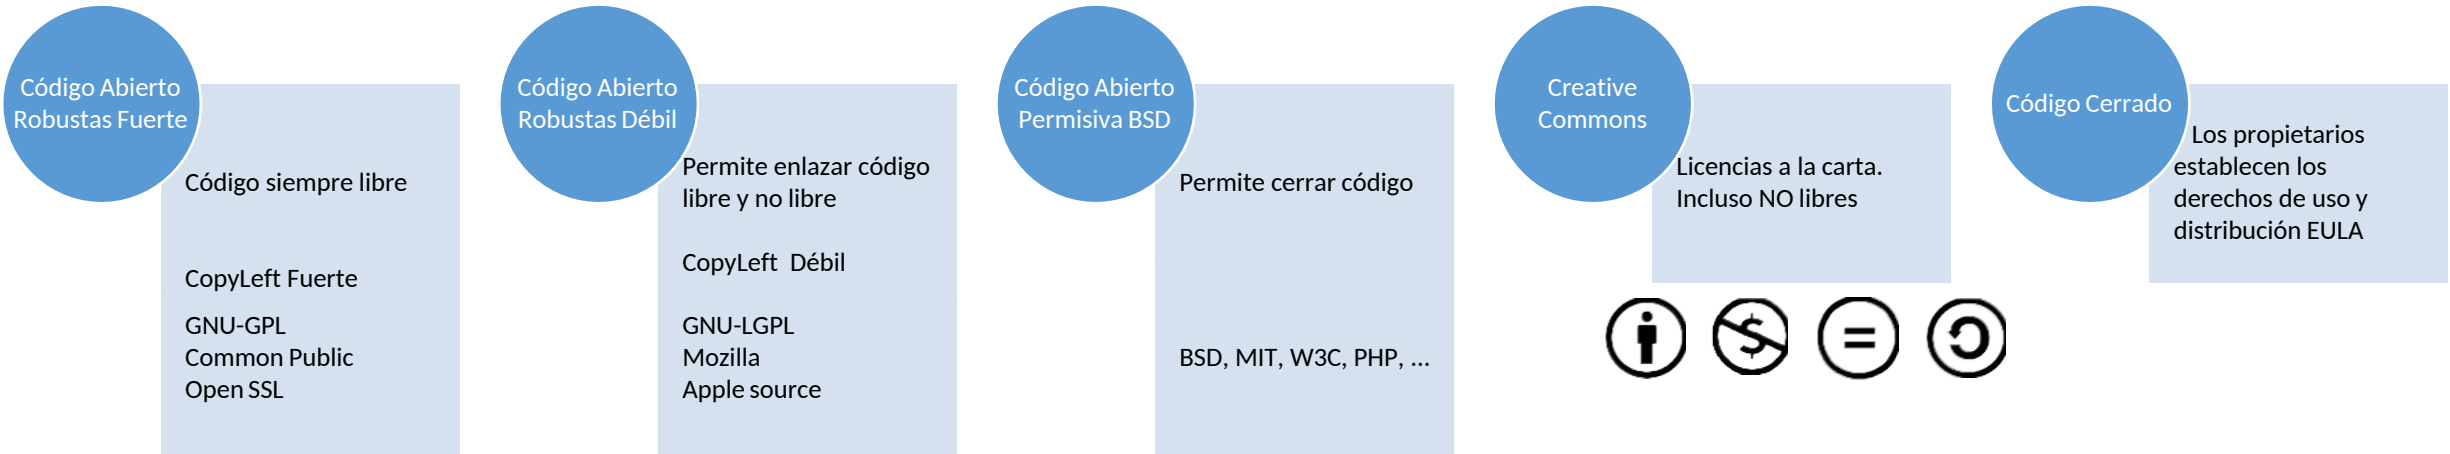 Código Abierto
Robustas Fuerte
Código siempre libre
CopyLeft Fuerte
GNU-GPL
Common Public
Open SSL
Código Abierto
Robustas Débil
Permite enlazar código
libre y no libre
CopyLeft  Débil
GNU-LGPL
Mozilla
Apple source
Código Abierto
Permisiva BSD
Permite cerrar código
BSD, MIT, W3C, PHP, ...
Creative
Commons
Licencias a la carta.
Incluso NO libres
Código Cerrado
Los propietarios
establecen los
derechos de uso y
distribución EULA